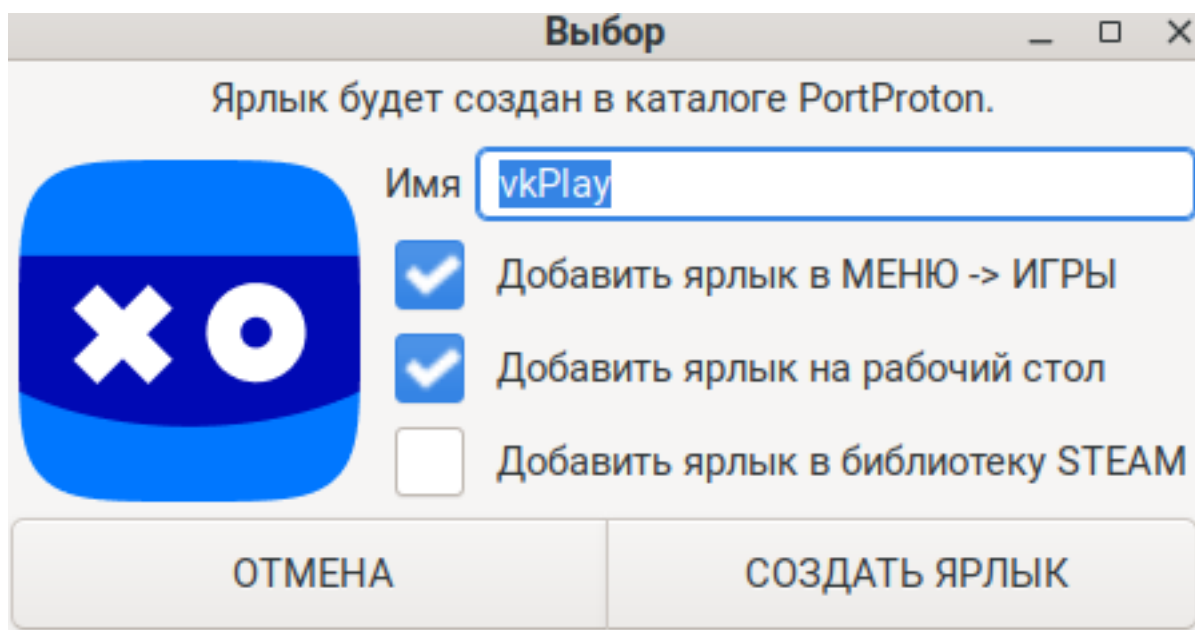 Выбор
Ярлык будет создан в каталоге PortProton.
Имя vkPlay
Добавить ярлык в МЕНЮ -> ИГРЫ
Добавить ярлык на рабочий стол
Добавить ярлык в библиотеку STEAM
ОТМЕНА СОЗДАТЬ ЯРЛЫК